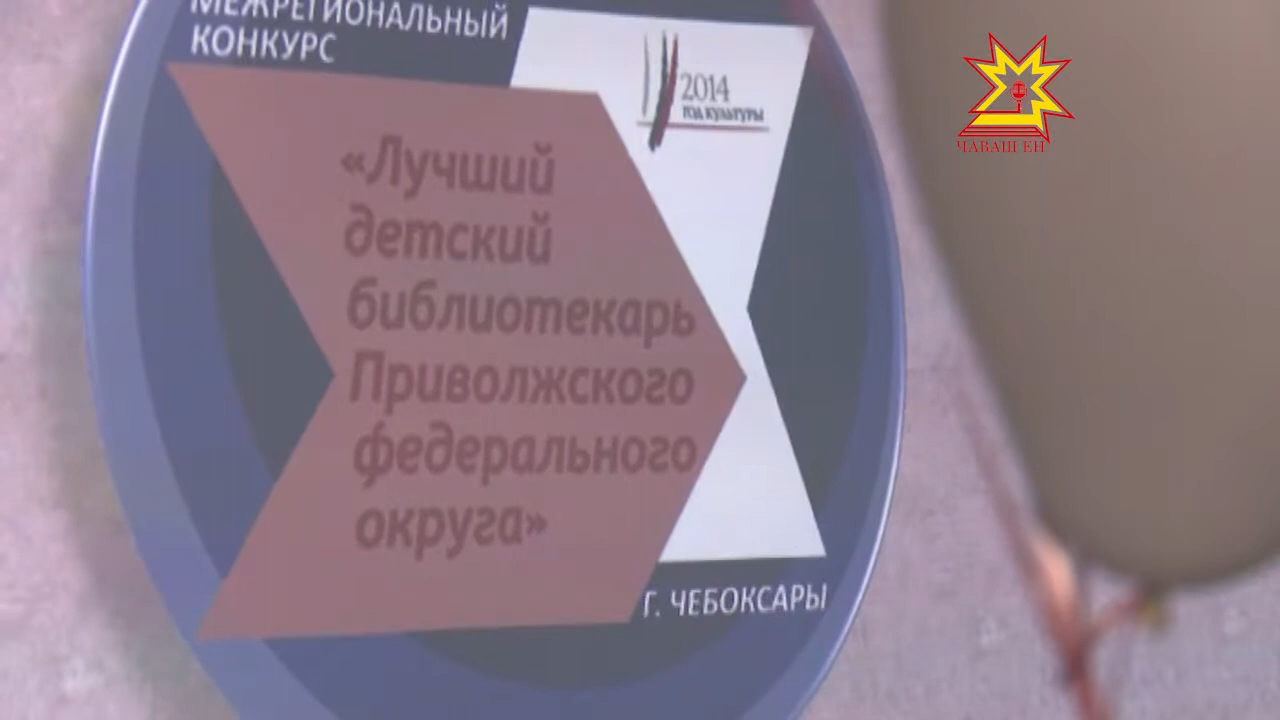 МЕЖРЕГИОНАЛЬНЫЙ
КОНКУРС
2014
ГОД КУЛЬТУРЫ
«Лучший
детский
библиотекарь
Приволжского
федерального
округа»
Г. ЧЕБОКСАРЫ
ЧАВАШ ЕН